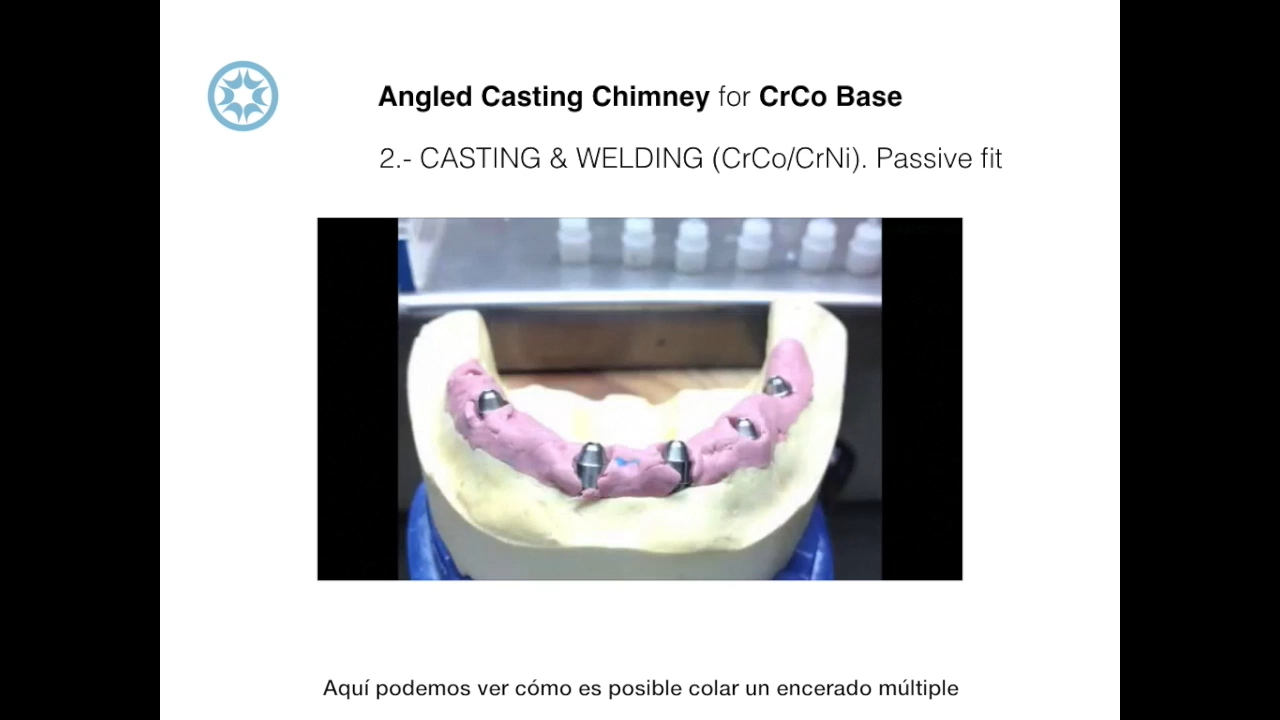 Angled Casting Chimney for CrCo Base
2.- CASTING & WELDING (CrCo/CrNi). Passive fit
Aquí podemos ver cómo es posible colar un encerado múltiple